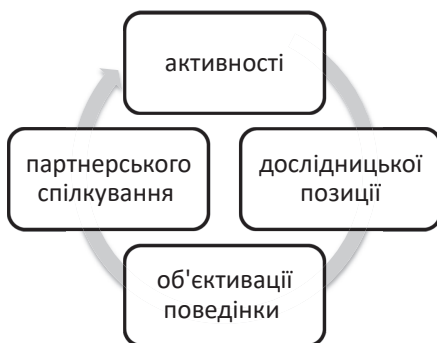 активності
дослідницької
позиції
об'єктивації
поведінки
партнерського
спілкування